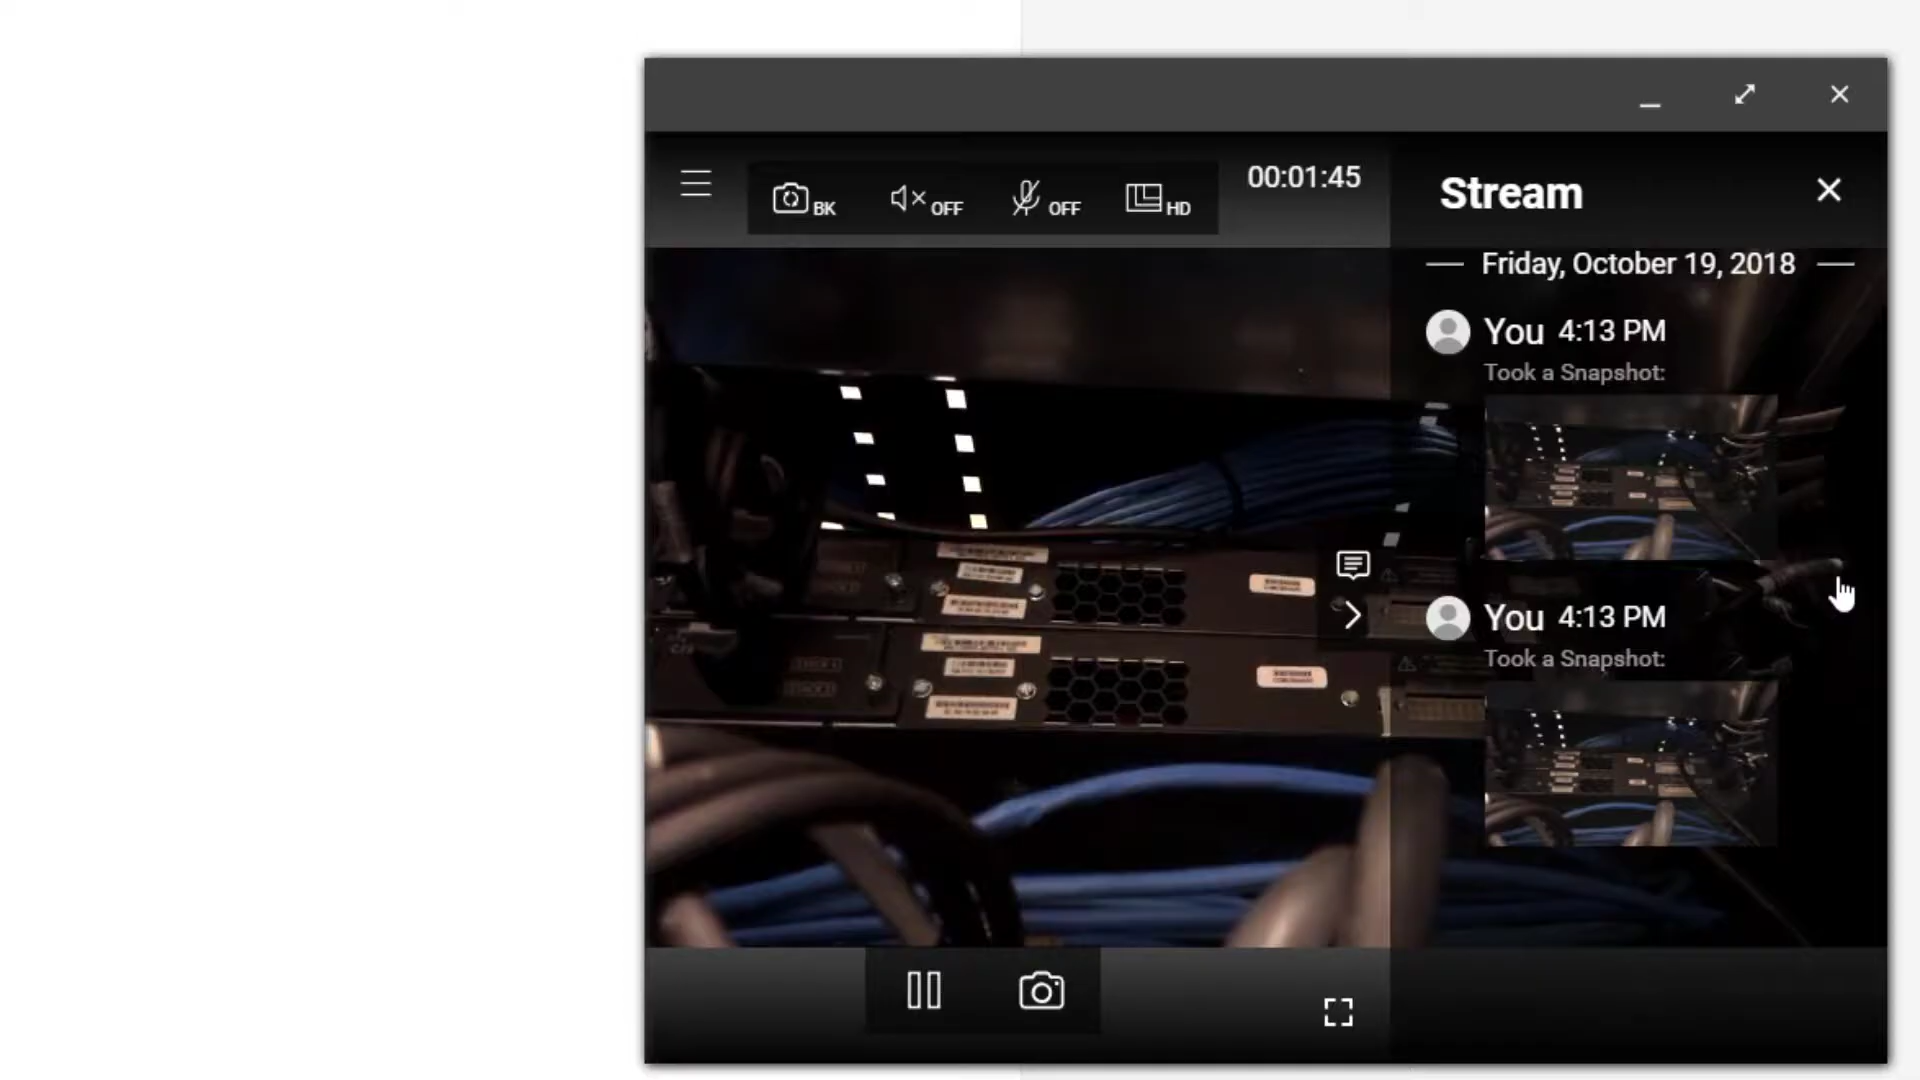 BK
OFF
OFF
HD
00:01:45
Stream
Friday, October 19, 2018
You 4:13 PM
Took a Snapshot:
You 4:13 PM
Took a Snapshot: